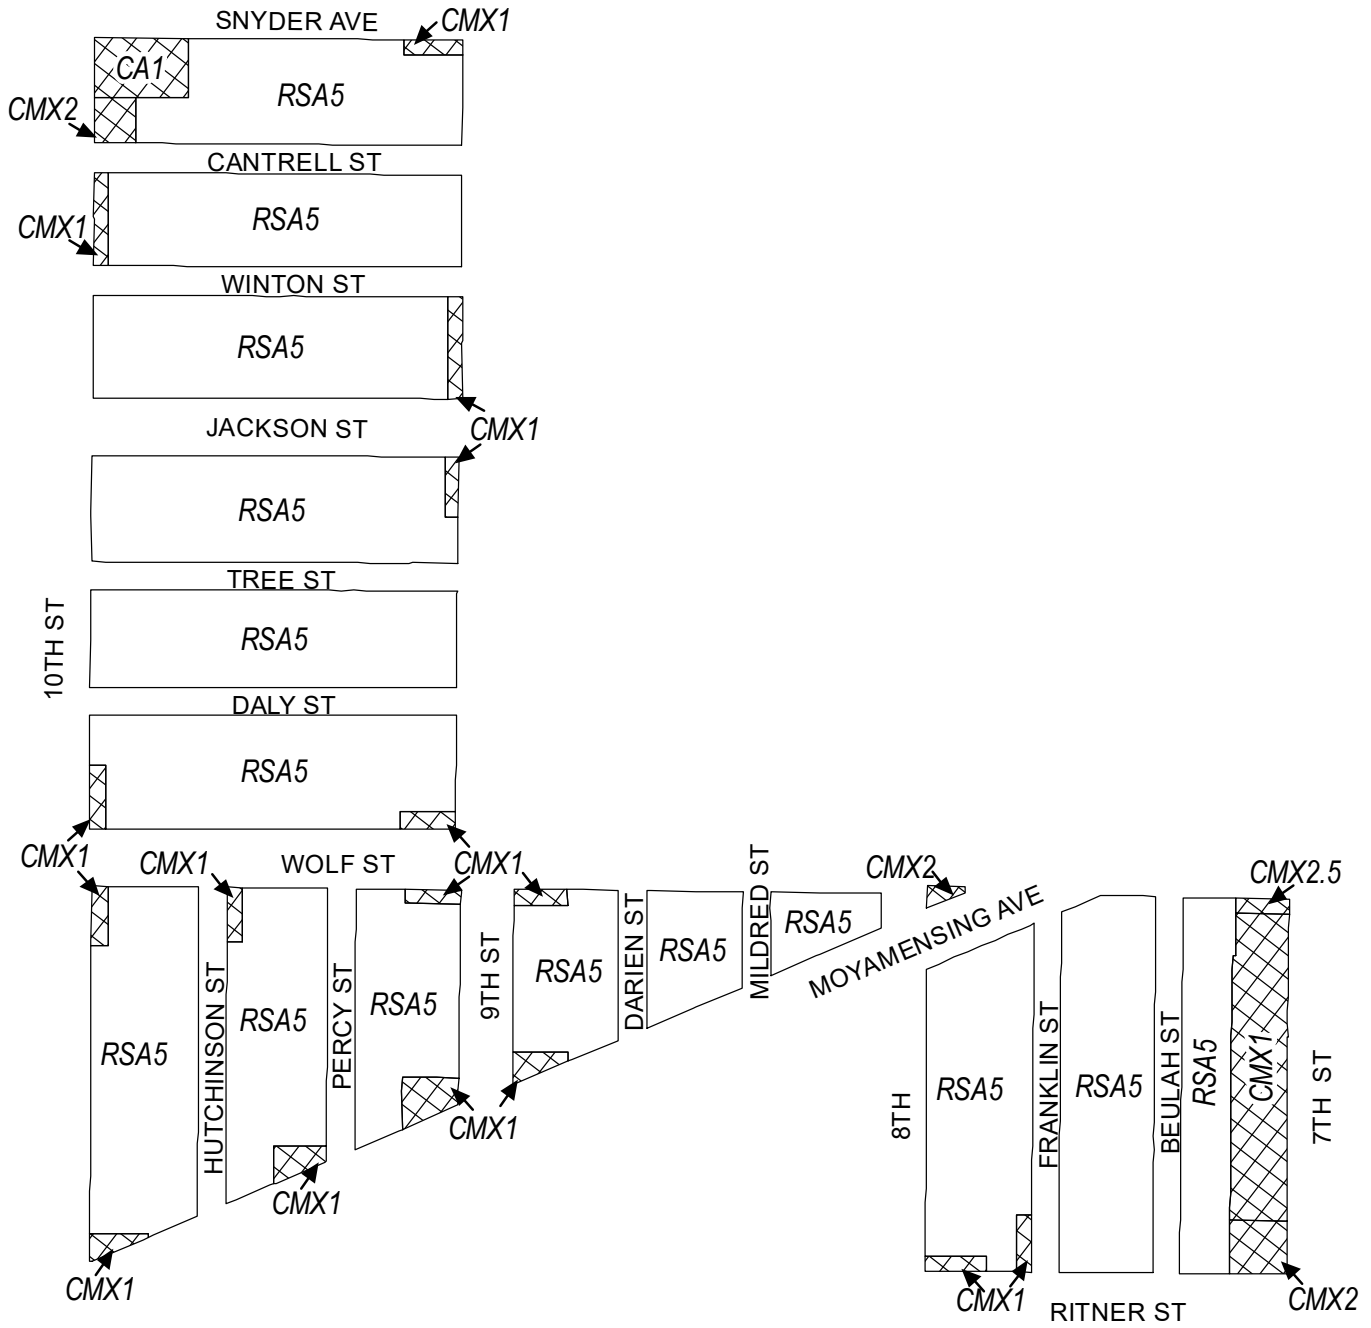 SNYDER AVE
CMX1
CA1
RSA5
CMX2
CANTRELL ST
RSA5
CMX1
WINTON ST
RSA5
JACKSON ST
CMX1
RSA5
TREE ST
10TH ST
RSA5
DALY ST
RSA5
CMX1
CMX1
WOLF ST
CMX1
CMX2
CMX2.5
HUTCHINSON ST
PERCY ST
9TH ST
DARIEN ST
MILDRED ST
MOYAMENSING AVE
RSA5
RSA5
RSA5
RSA5
RSA5
RSA5
8TH
RSA5
FRANKLIN ST
RSA5
BEULAH ST
RSA5
CMX1
7TH ST
CMX1
CMX1
CMX1
CMX1
CMX2
RITNER ST